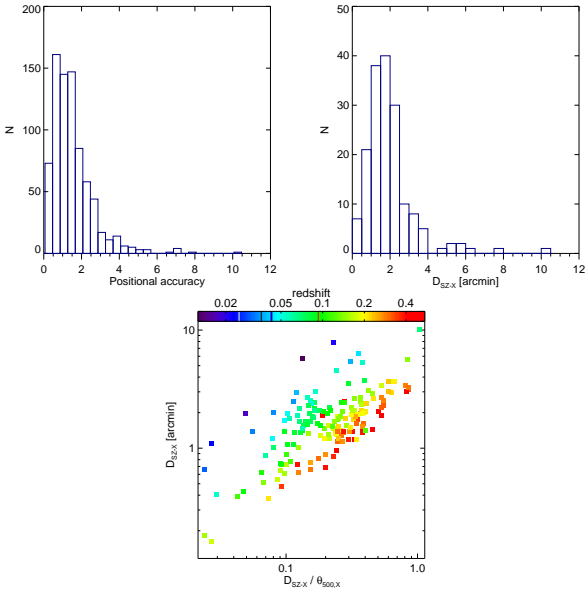 200
150
100
50
0
N
0 2 4 6 8 10 12
Positional accuracy
50
40
30
20
10
0
N
0 2 4 6 8 10 12
D_SZ-X [arcmin]
redshift
0.02 0.05 0.1 0.2 0.4
10
1
D_SZ-X [arcmin]
0.1 1.0
D_SZ-X / θ_500,X